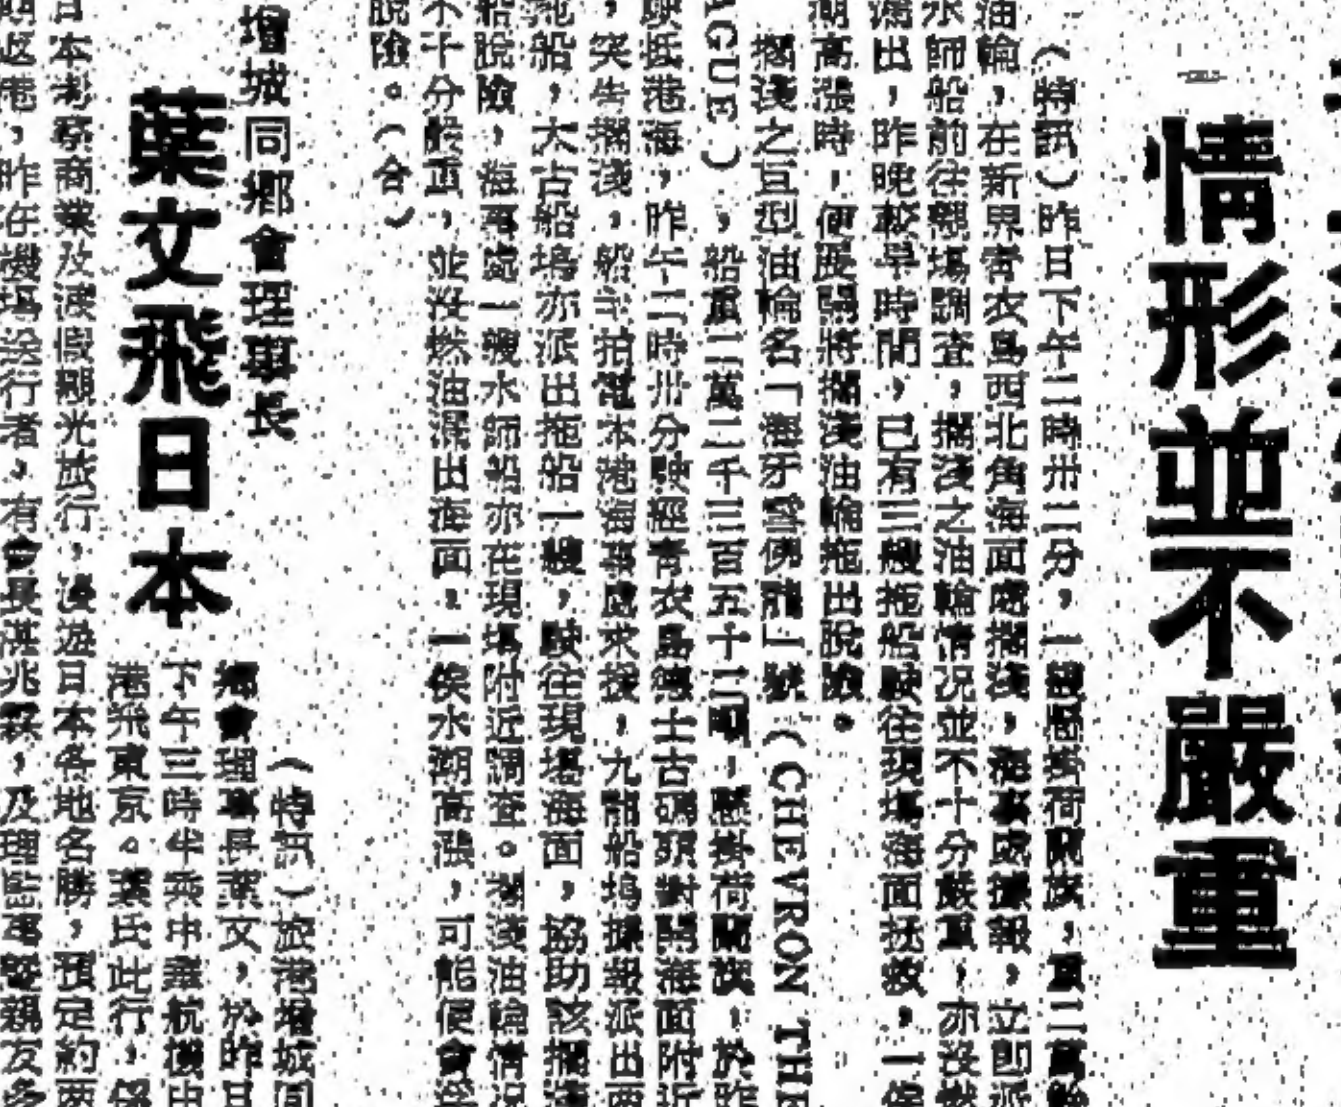 情形並不嚴重
（特訊）昨日下午二時卅二分，一艘懸掛荷蘭旗，重二萬餘
油輪，在新界青衣島西北角海面處擱淺，海事處據報，立即派
水師船前往現場調查，擱淺之油輪情况並不十分嚴重，亦沒燃
漏出，昨晚較早時間，已有三艘拖船駛往現場海面拯救，一俟
潮高漲時，便展開將擱淺油輪拖出脫險。
擱淺之巨型油輪名「海牙雪佛龍」號（CHEVRON THE
AGUE），船重二萬二千三百五十二噸，懸掛荷蘭旗，於昨
駛抵港海，昨午二時卅分駛經青衣島德士古碼頭對開海面附近
，突告擱淺，船主拍電本港海事處求援，九龍船塢據報派出兩
拖船，太古船塢亦派出拖船一艘，駛往現場海面，協助該擱淺
船脫險，海事處一艘水師船亦在現場附近調查。擱淺油輪情况
不十分嚴重，並沒燃油漏出海面，一俟水潮高漲，可能便會
脫險。（合）
增城同鄉會理事長
葉文飛日本
（特訊）旅港增城同
鄉會理事長葉文，於昨日
下午三時半乘中華航機由
港飛東京。葉氏此行，係
日本考察商業及渡假觀光旅行，漫遊日本各地名勝，預定約兩
期返港，昨在機場送行者，有會長湛兆霖，及理監事暨親友多